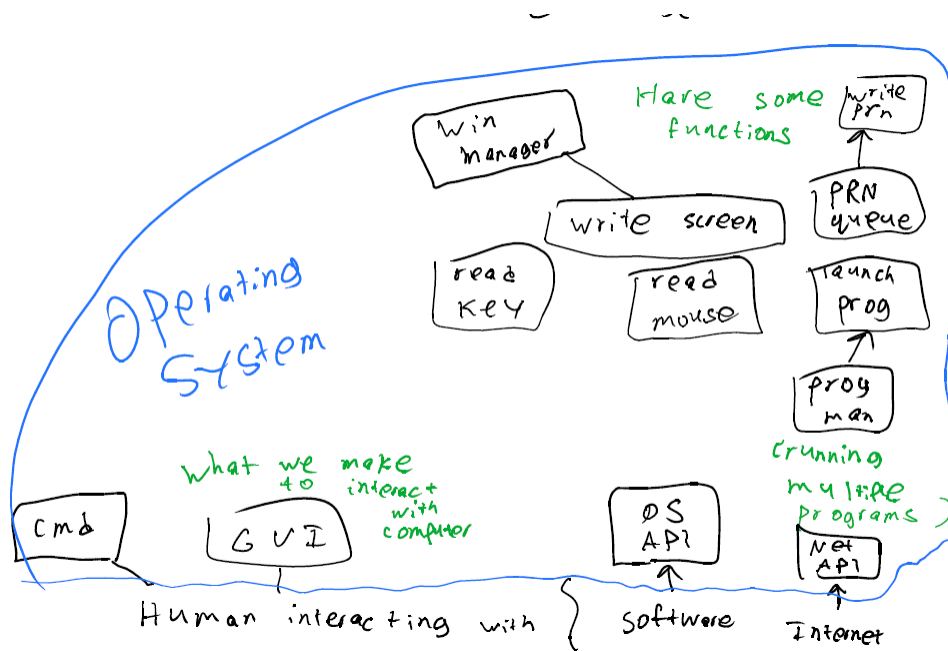 Have some
functions
write
prn
Win
manager
PRN
queue
write screen
read
key
read
mouse
launch
prog
Operating
System
prog
man
(running
multiple
programs)
What we make
to interact
with
computer
cmd
GUI
OS
API
Net
API
Human interacting with
software
Internet